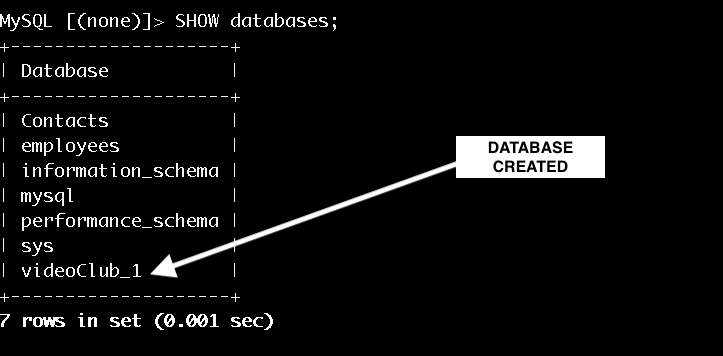 MySQL [(none)]> SHOW databases;
+--------------------+
| Database           |
+--------------------+
| Contacts           |
| employees          |
| information_schema |
| mysql              |
| performance_schema |
| sys                |
| videoClub_1        |
+--------------------+
7 rows in set (0.001 sec)
DATABASE
CREATED